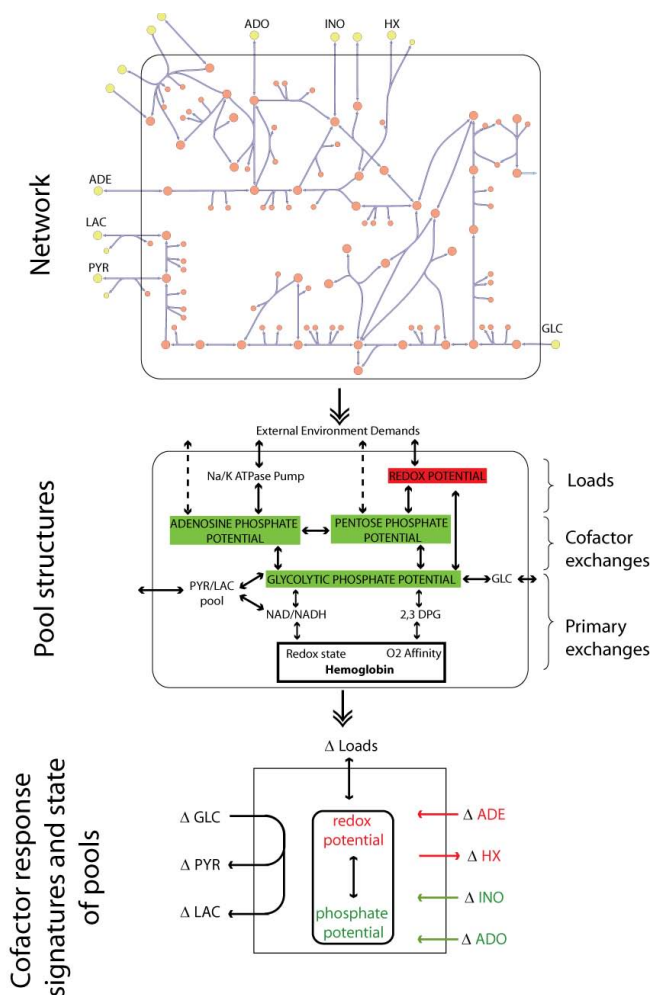 ADO
INO
HX
ADE
LAC
PYR
GLC
Network
External Environment Demands
Na/K ATPase Pump
REDOX POTENTIAL
Loads
ADENOSINE PHOSPHATE
POTENTIAL
PENTOSE PHOSPHATE
POTENTIAL
Cofactor
exchanges
GLYCOLYTIC PHOSPHATE POTENTIAL
GLC
PYR/LAC
pool
NAD/NADH
2,3 DPG
Primary
exchanges
Redox state
O2 Affinity
Hemoglobin
Pool structures
Δ Loads
Δ GLC
Δ PYR
Δ LAC
redox
potential
phosphate
potential
Δ ADE
Δ HX
Δ INO
Δ ADO
Cofactor response
signatures and state
of pools